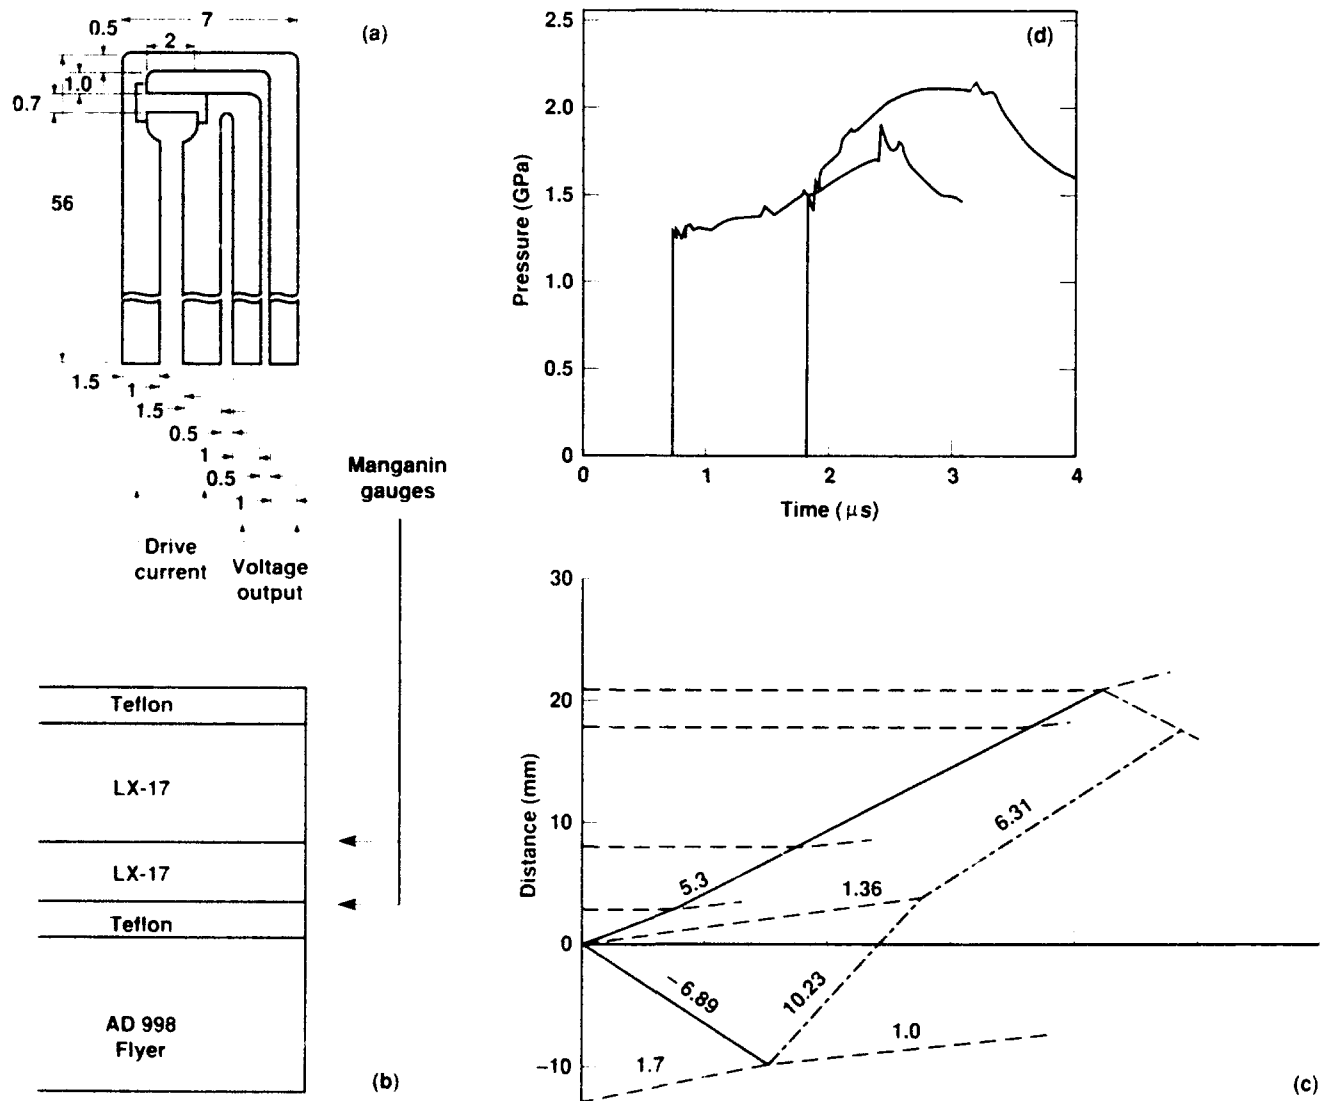 7
0.5
2
(a)
1.0
0.7
56
1.5
1
1.5
0.5
1
0.5
1
Drive
current
Voltage
output
Manganin
gauges
2.5
(d)
2.0
1.5
1.0
0.5
0
Pressure (GPa)
0 1 2 3 4
Time (μs)
Teflon
LX-17
LX-17
Teflon
AD 998
Flyer
(b)
30
20
10
0
−10
Distance (mm)
5.3
1.36
6.31
− 6.89
10.23
1.7
1.0
(c)